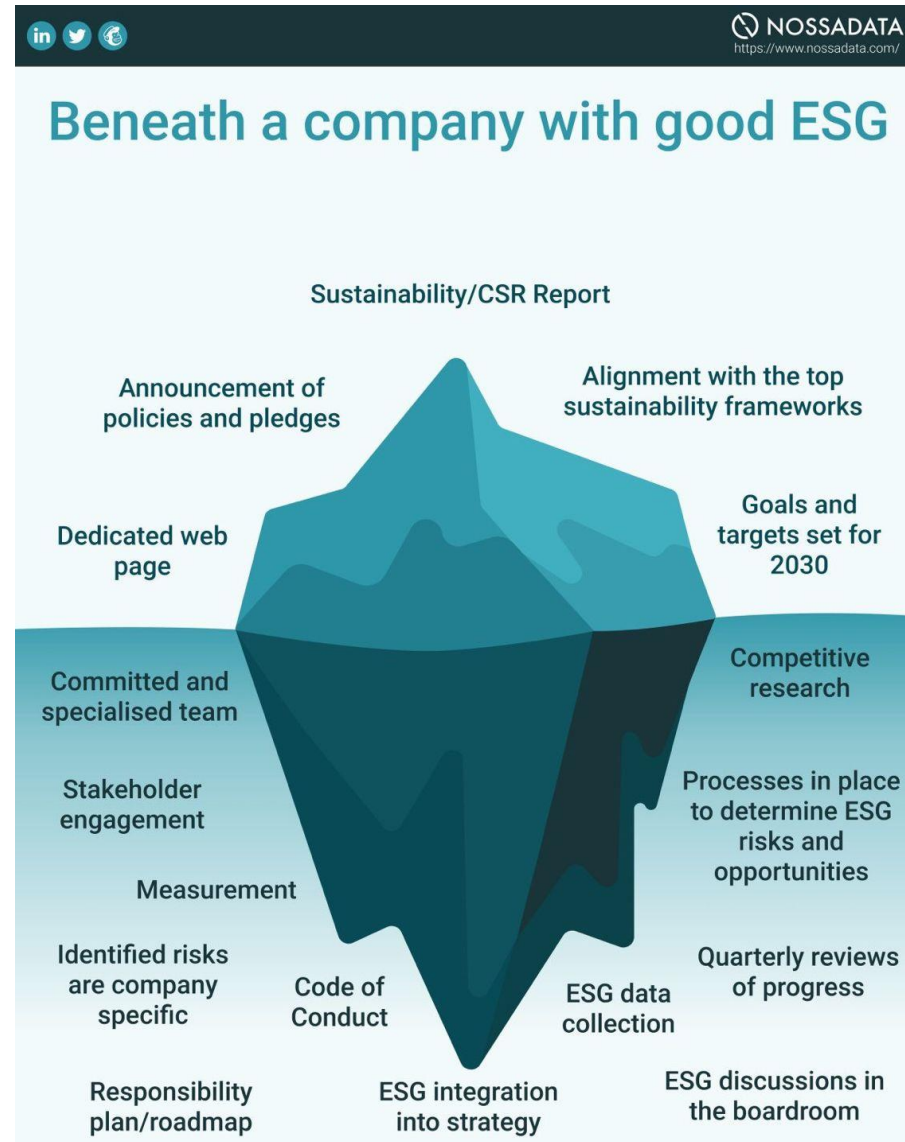 in
NOSSADATA
https://www.nossadata.com/
Beneath a company with good ESG
Sustainability/CSR Report
Announcement of
policies and pledges
Alignment with the top
sustainability frameworks
Dedicated web
page
Goals and
targets set for
2030
Committed and
specialised team
Competitive
research
Stakeholder
engagement
Processes in place
to determine ESG
risks and
opportunities
Measurement
Identified risks
are company
specific
Code of
Conduct
ESG data
collection
Quarterly reviews
of progress
Responsibility
plan/roadmap
ESG integration
into strategy
ESG discussions in
the boardroom